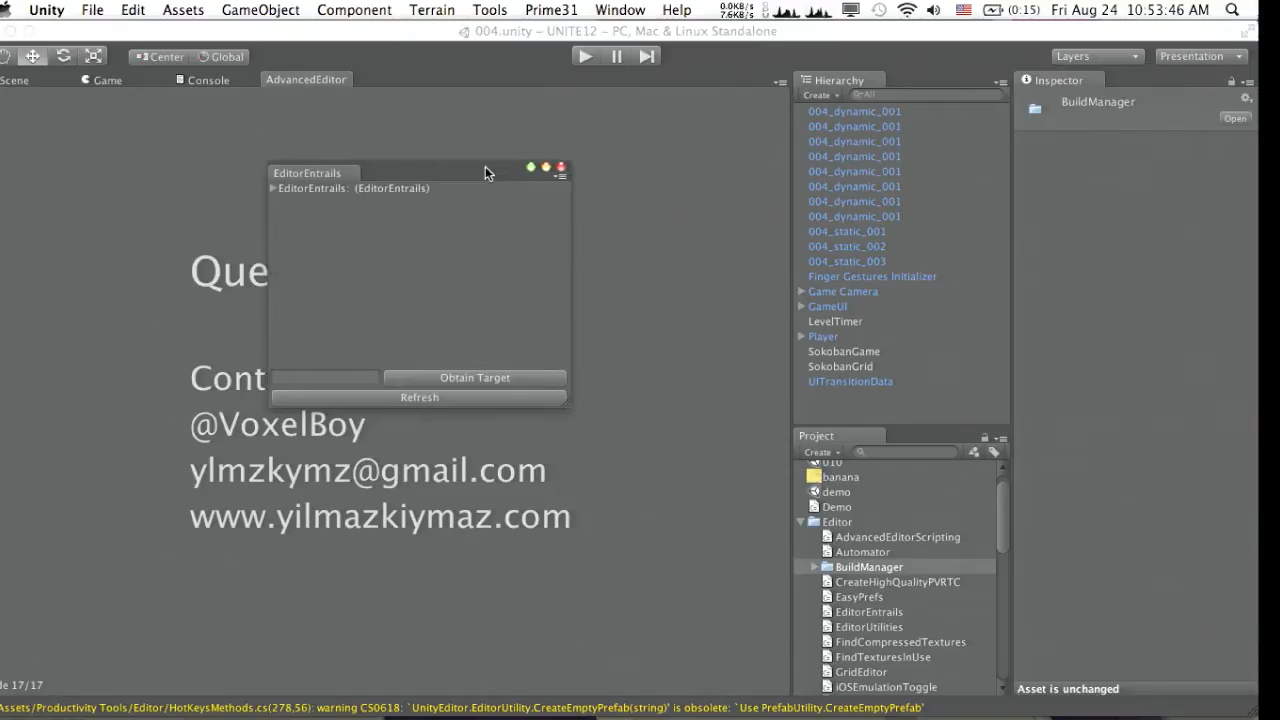 Unity File Edit Assets GameObject Component Terrain Tools Prime31 Window Help 0.0KB/s 7.6KB/s (0:15) Fri Aug 24 10:53:46 AM
004.unity – UNITE12 – PC, Mac & Linux Standalone
Center Global Layers Presentation
Scene Game Console AdvancedEditor
Hierarchy
Create All
004_dynamic_001
004_dynamic_001
004_dynamic_001
004_dynamic_001
004_dynamic_001
004_dynamic_001
004_dynamic_001
004_dynamic_001
004_static_001
004_static_002
004_static_003
Finger Gestures Initializer
Game Camera
GameUI
LevelTimer
Player
SokobanGame
SokobanGrid
UITransitionData
Inspector
BuildManager
Open
EditorEntrails
EditorEntrails: (EditorEntrails)
Obtain Target
Refresh
Que
Cont
@VoxelBoy
ylmzkymz@gmail.com
www.yilmazkiymaz.com
Project
Create
010
banana
demo
Demo
Editor
AdvancedEditorScripting
Automator
BuildManager
CreateHighQualityPVRTC
EasyPrefs
EditorEntrails
EditorUtilities
FindCompressedTextures
FindTexturesInUse
GridEditor
iOSEmulationToggle
Asset is unchanged
de 17/17
Assets/Productivity Tools/Editor/HotKeysMethods.cs(278,56): warning CS0618: `UnityEditor.EditorUtility.CreateEmptyPrefab(string)' is obsolete: `Use PrefabUtility.CreateEmptyPrefab'